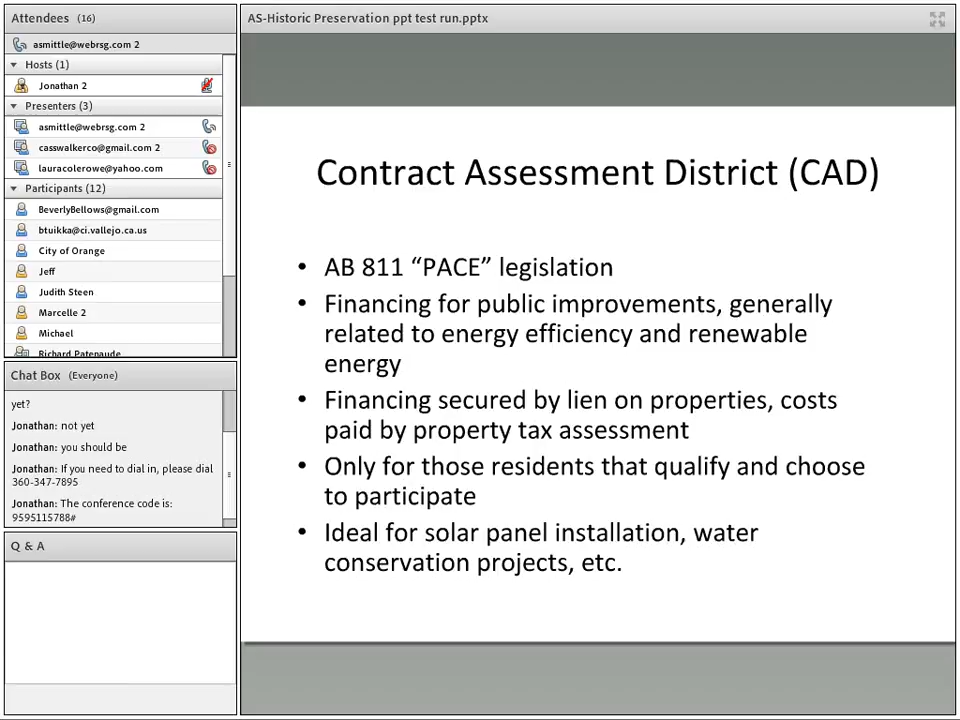 Attendees (16)
asmittle@webrsg.com 2
Hosts (1)
Jonathan 2
Presenters (3)
asmittle@webrsg.com 2
casswalkerco@gmail.com 2
lauracolerowe@yahoo.com
Participants (12)
BeverlyBellows@gmail.com
btuikka@ci.vallejo.ca.us
City of Orange
Jeff
Judith Steen
Marcelle 2
Michael
Richard Patenaude
Chat Box (Everyone)
yet?
Jonathan: not yet
Jonathan: you should be
Jonathan: If you need to dial in, please dial
360-347-7895
Jonathan: The conference code is:
9595115788#
Q & A
AS-Historic Preservation ppt test run.pptx
Contract Assessment District (CAD)
• AB 811 “PACE” legislation
• Financing for public improvements, generally
related to energy efficiency and renewable
energy
• Financing secured by lien on properties, costs
paid by property tax assessment
• Only for those residents that qualify and choose
to participate
• Ideal for solar panel installation, water
conservation projects, etc.